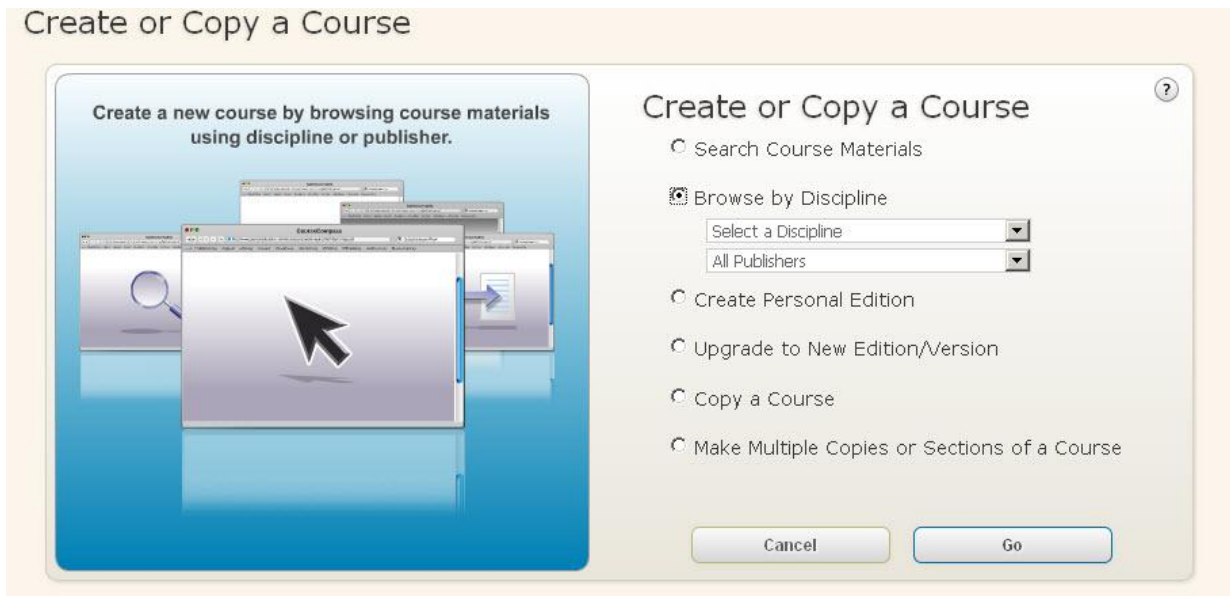 Create or Copy a Course
Create a new course by browsing course materials
using discipline or publisher.
CourseCompass
Create or Copy a Course
?
Search Course Materials
Browse by Discipline
Select a Discipline
All Publishers
Create Personal Edition
Upgrade to New Edition/Version
Copy a Course
Make Multiple Copies or Sections of a Course
Cancel
Go